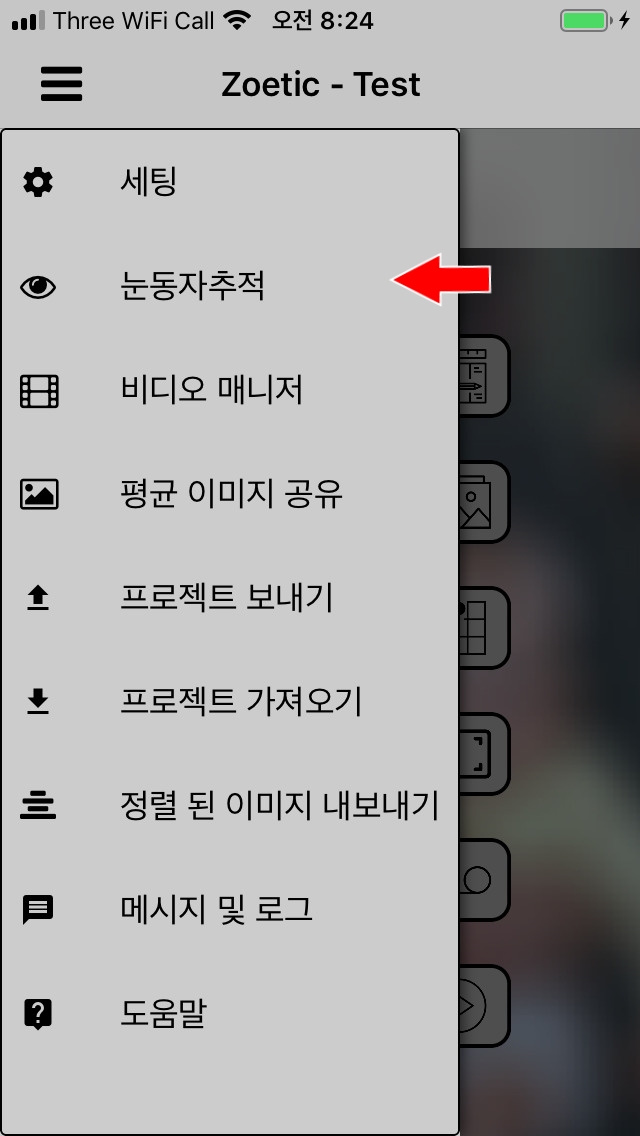 Three WiFi Call 오전 8:24
Zoetic - Test
세팅
눈동자추적
비디오 매니저
평균 이미지 공유
프로젝트 보내기
프로젝트 가져오기
정렬 된 이미지 내보내기
메시지 및 로그
도움말